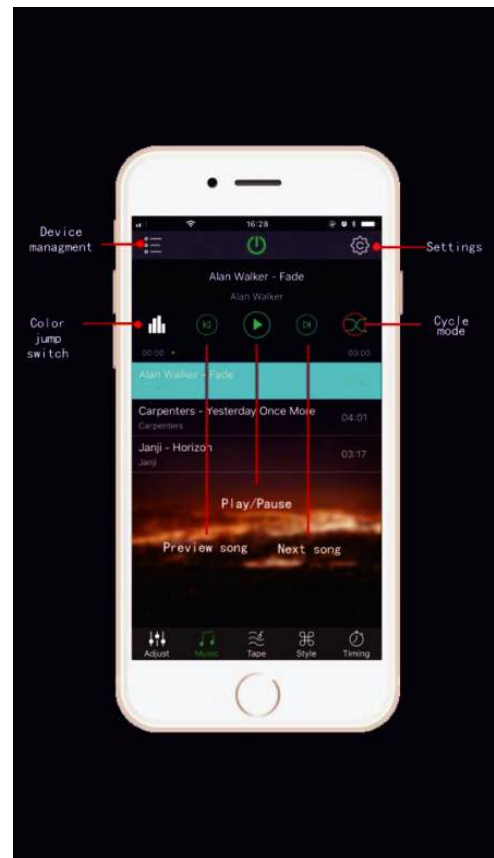 16:28
Device
managment
Settings
Alan Walker - Fade
Alan Walker
Color
jump
switch
Cycle
mode
00:00
00:00
Alan Walker - Fade
Carpenters - Yesterday Once More
Carpenters
04:01
Janji - Horizon
Janji
03:17
Play/Pause
Preview song
Next song
Adjust
Music
Tape
Style
Timing